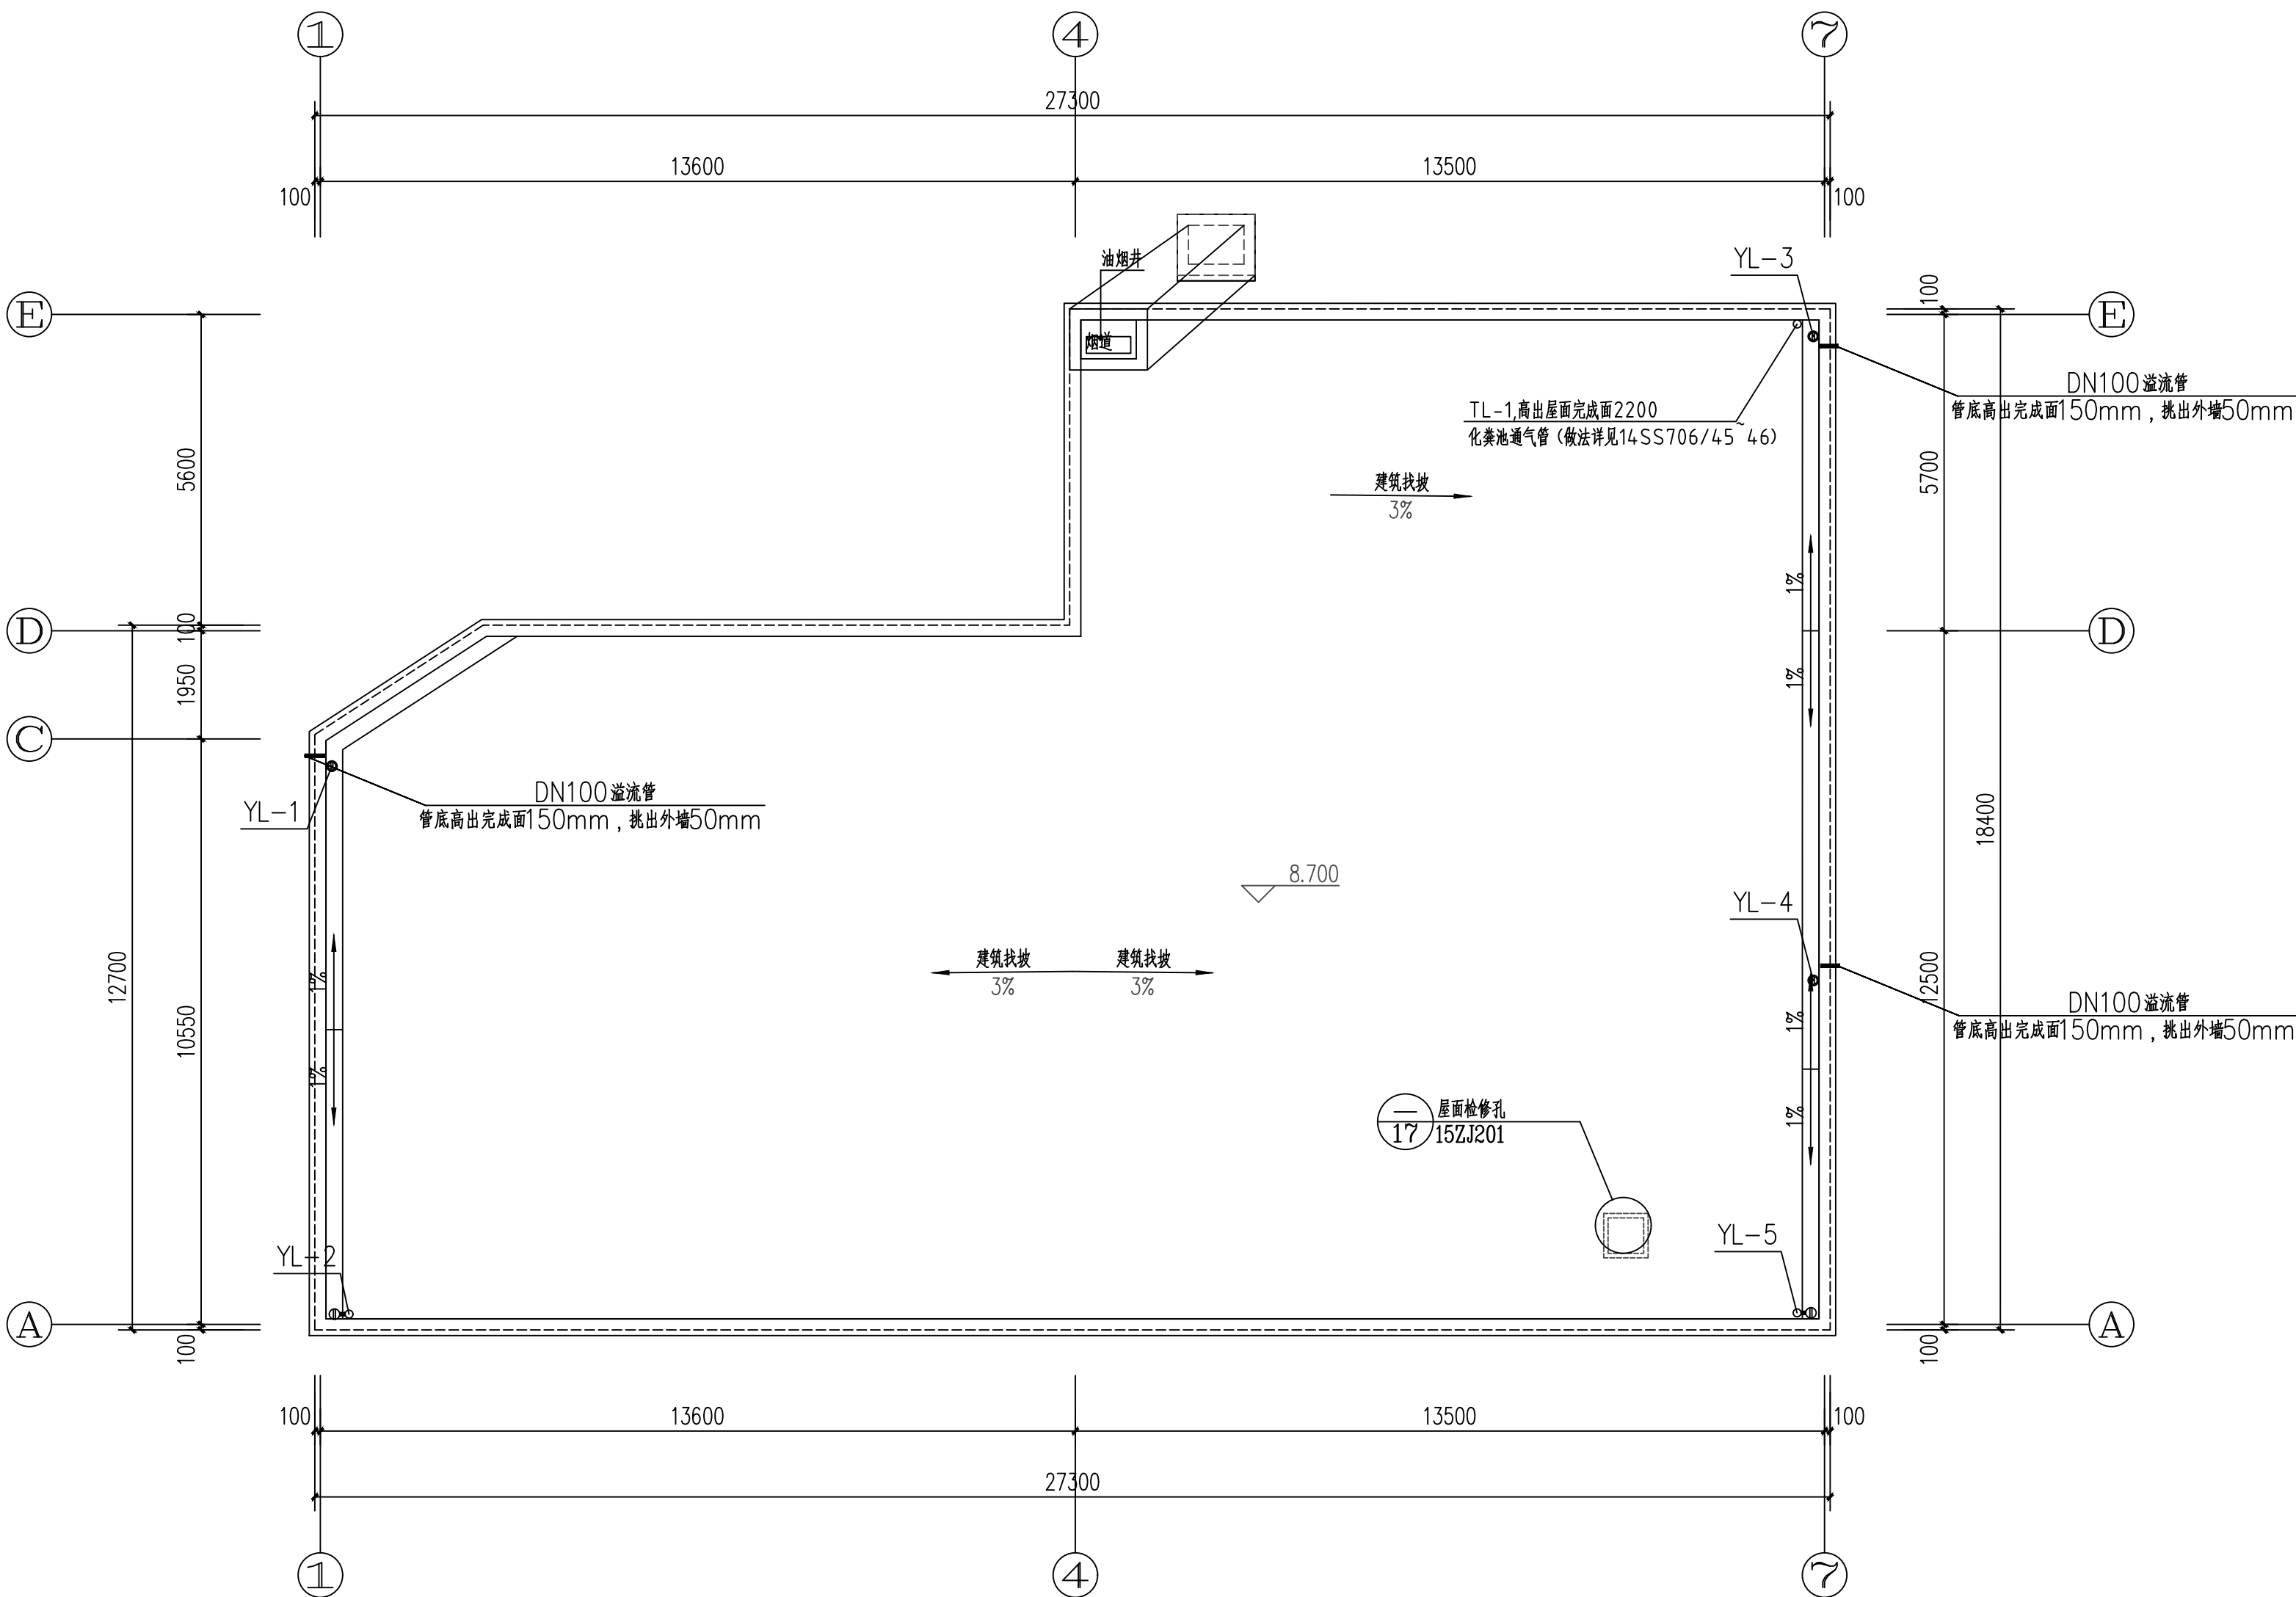 1
4
7
27300
13600
13500
100
100
油烟井
YL-3
100
E
E
烟道
DN100溢流管
管底高出完成面150mm，挑出外墙50mm
TL-1,高出屋面完成面2200
化粪池通气管（做法详见14SS706/45~46）
5600
5700
建筑找坡
3%
1%
D
100
D
1950
1%
C
DN100溢流管
管底高出完成面150mm，挑出外墙50mm
YL-1
18400
8.700
YL-4
12700
建筑找坡
建筑找坡
3%
3%
1%
12500
DN100溢流管
管底高出完成面150mm，挑出外墙50mm
10550
1%
1%
1%
17
屋面检修孔
15ZJ201
YL-2
YL-5
A
A
100
100
100
13600
13500
100
27300
1
4
7